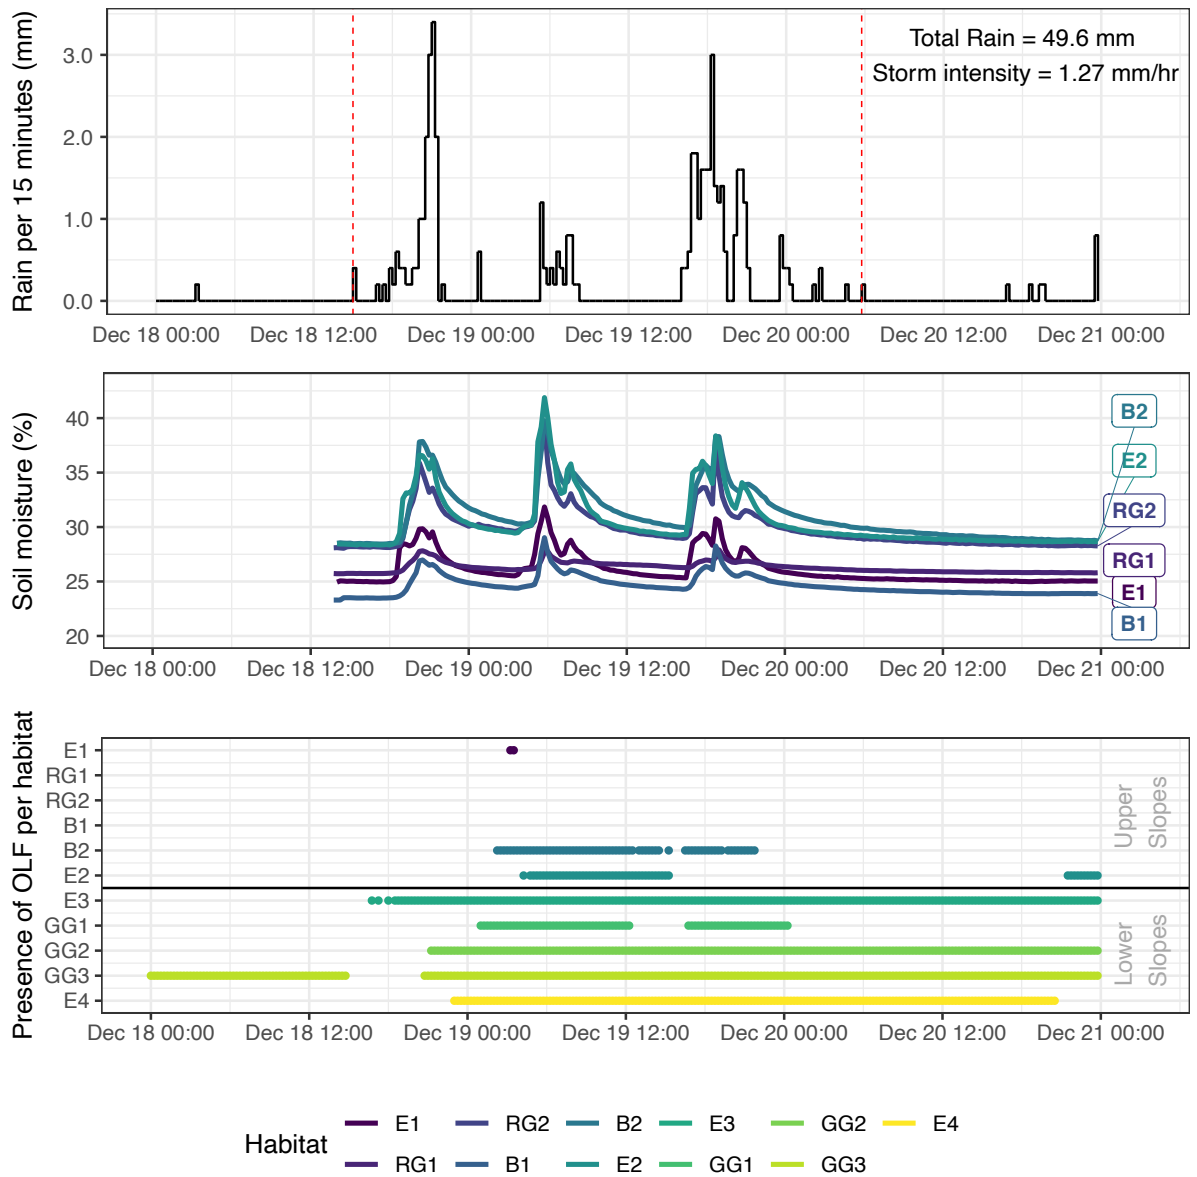 Rain per 15 minutes (mm)
3.0
2.0
1.0
0.0
Total Rain = 49.6 mm
Storm intensity = 1.27 mm/hr
Dec 18 00:00 Dec 18 12:00 Dec 19 00:00 Dec 19 12:00 Dec 20 00:00 Dec 20 12:00 Dec 21 00:00
Soil moisture (%)
40
35
30
25
20
B2
E2
RG2
RG1
E1
B1
Dec 18 00:00 Dec 18 12:00 Dec 19 00:00 Dec 19 12:00 Dec 20 00:00 Dec 20 12:00 Dec 21 00:00
Presence of OLF per habitat
E1
RG1
RG2
B1
B2
E2
E3
GG1
GG2
GG3
E4
Upper
Slopes
Lower
Slopes
Dec 18 00:00 Dec 18 12:00 Dec 19 00:00 Dec 19 12:00 Dec 20 00:00 Dec 20 12:00 Dec 21 00:00
Habitat
E1 RG2 B2 E3 GG2 E4
RG1 B1 E2 GG1 GG3